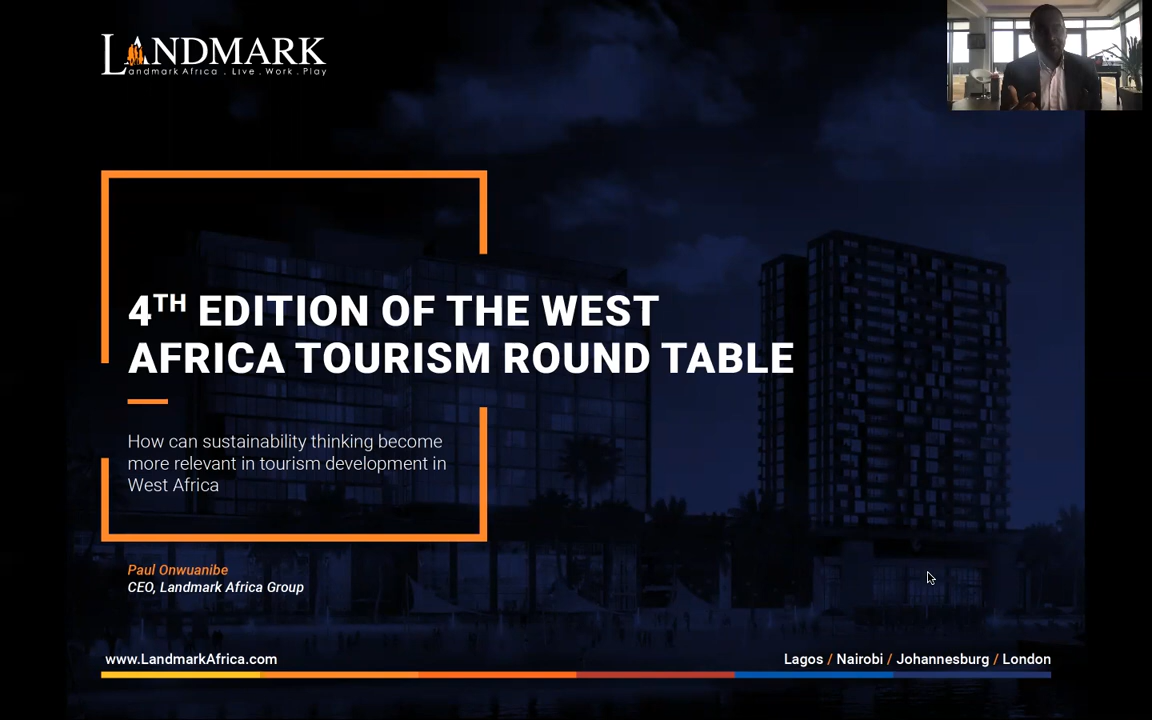 LANDMARK
Landmark Africa . Live . Work . Play
4TH EDITION OF THE WEST
AFRICA TOURISM ROUND TABLE
How can sustainability thinking become
more relevant in tourism development in
West Africa
Paul Onwuanibe
CEO, Landmark Africa Group
www.LandmarkAfrica.com
Lagos / Nairobi / Johannesburg / London